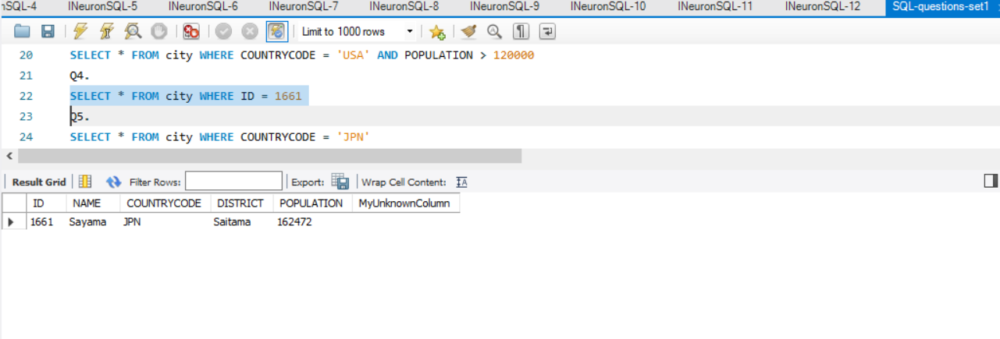 nSQL-4 INeuronSQL-5 INeuronSQL-6 INeuronSQL-7 INeuronSQL-8 INeuronSQL-9 INeuronSQL-10 INeuronSQL-11 INeuronSQL-12 SQL-questions-set1
Limit to 1000 rows
20 SELECT * FROM city WHERE COUNTRYCODE = 'USA' AND POPULATION > 120000
21 Q4.
22 SELECT * FROM city WHERE ID = 1661
23 Q5.
24 SELECT * FROM city WHERE COUNTRYCODE = 'JPN'
Result Grid Filter Rows: Export: Wrap Cell Content: IA
ID NAME COUNTRYCODE DISTRICT POPULATION MyUnknownColumn
1661 Sayama JPN Saitama 162472